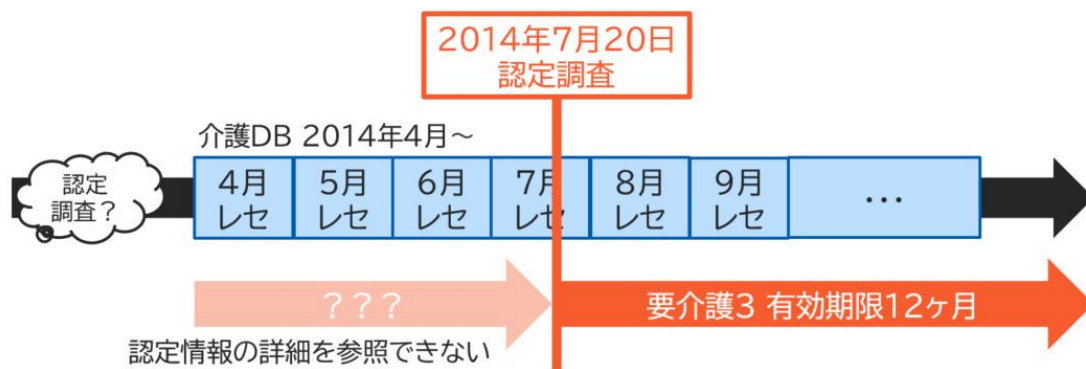 2014年7月20日
認定調査
介護DB 2014年4月～
認定
調査？
4月
レセ
5月
レセ
6月
レセ
7月
レセ
8月
レセ
9月
レセ
…
？？？
要介護3 有効期限12ヶ月
認定情報の詳細を参照できない